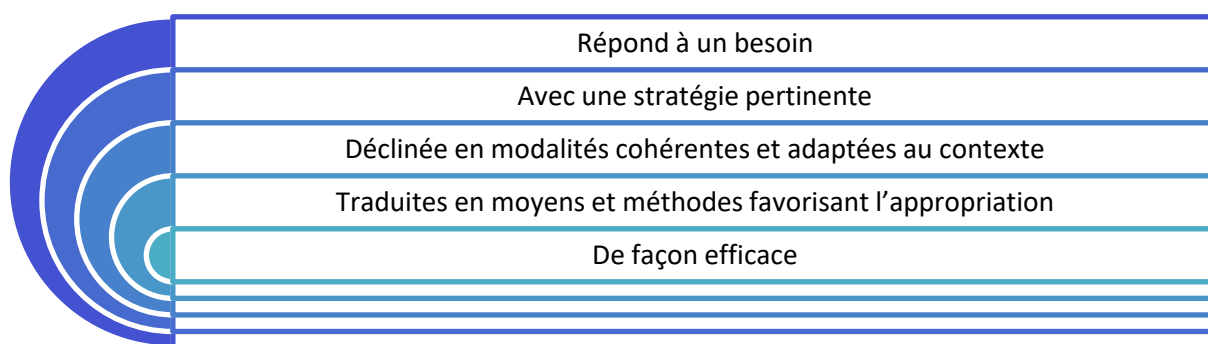 Répond à un besoin
Avec une stratégie pertinente
Déclinée en modalités cohérentes et adaptées au contexte
Traduites en moyens et méthodes favorisant l’appropriation
De façon efficace